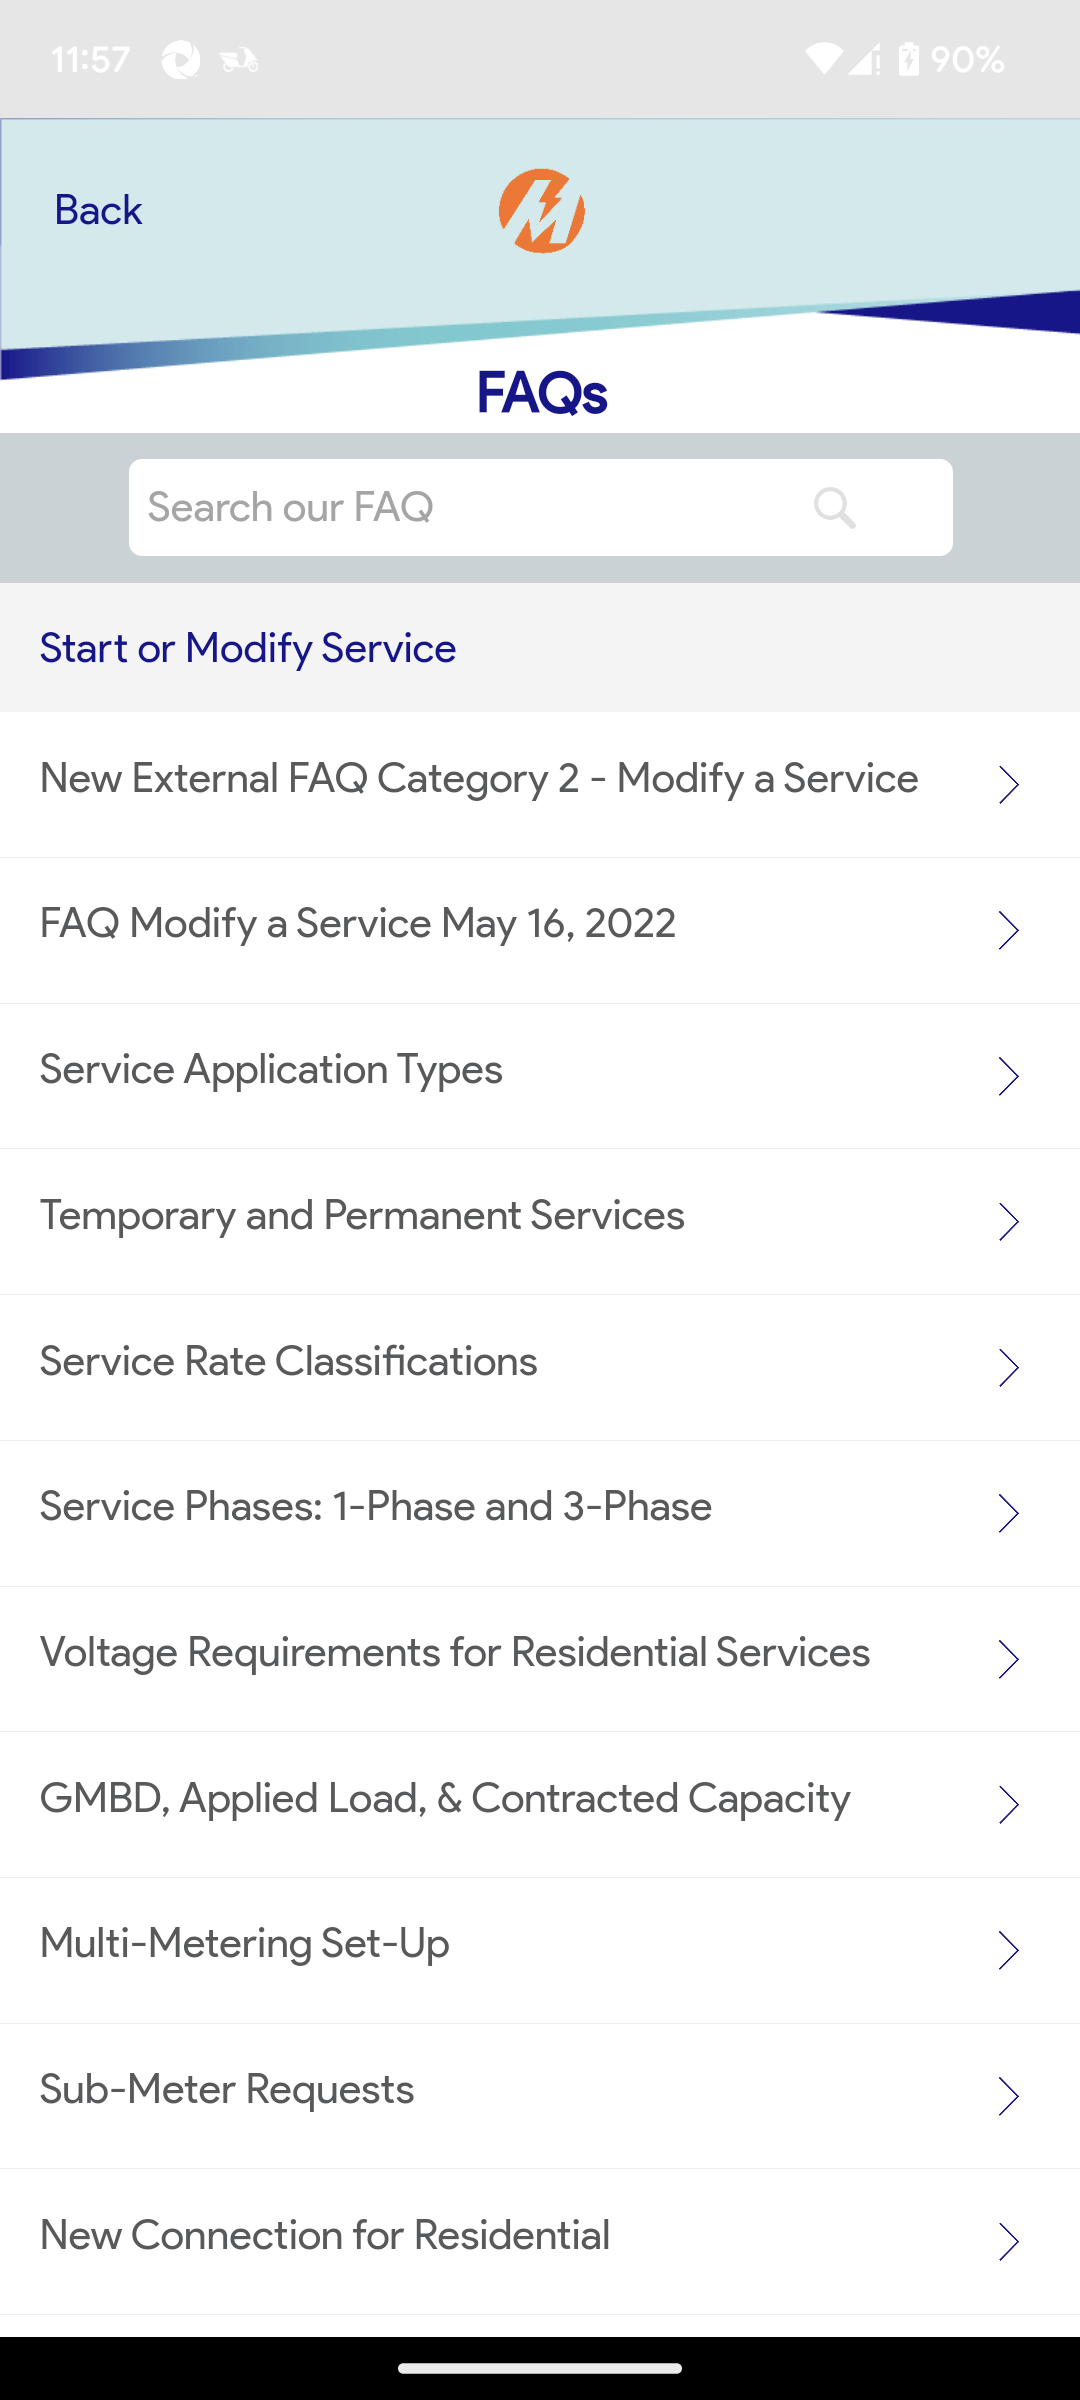 11:57
90%
Back
FAQs
Search our FAQ
Start or Modify Service
New External FAQ Category 2 - Modify a Service
FAQ Modify a Service May 16, 2022
Service Application Types
Temporary and Permanent Services
Service Rate Classifications
Service Phases: 1-Phase and 3-Phase
Voltage Requirements for Residential Services
GMBD, Applied Load, & Contracted Capacity
Multi-Metering Set-Up
Sub-Meter Requests
New Connection for Residential